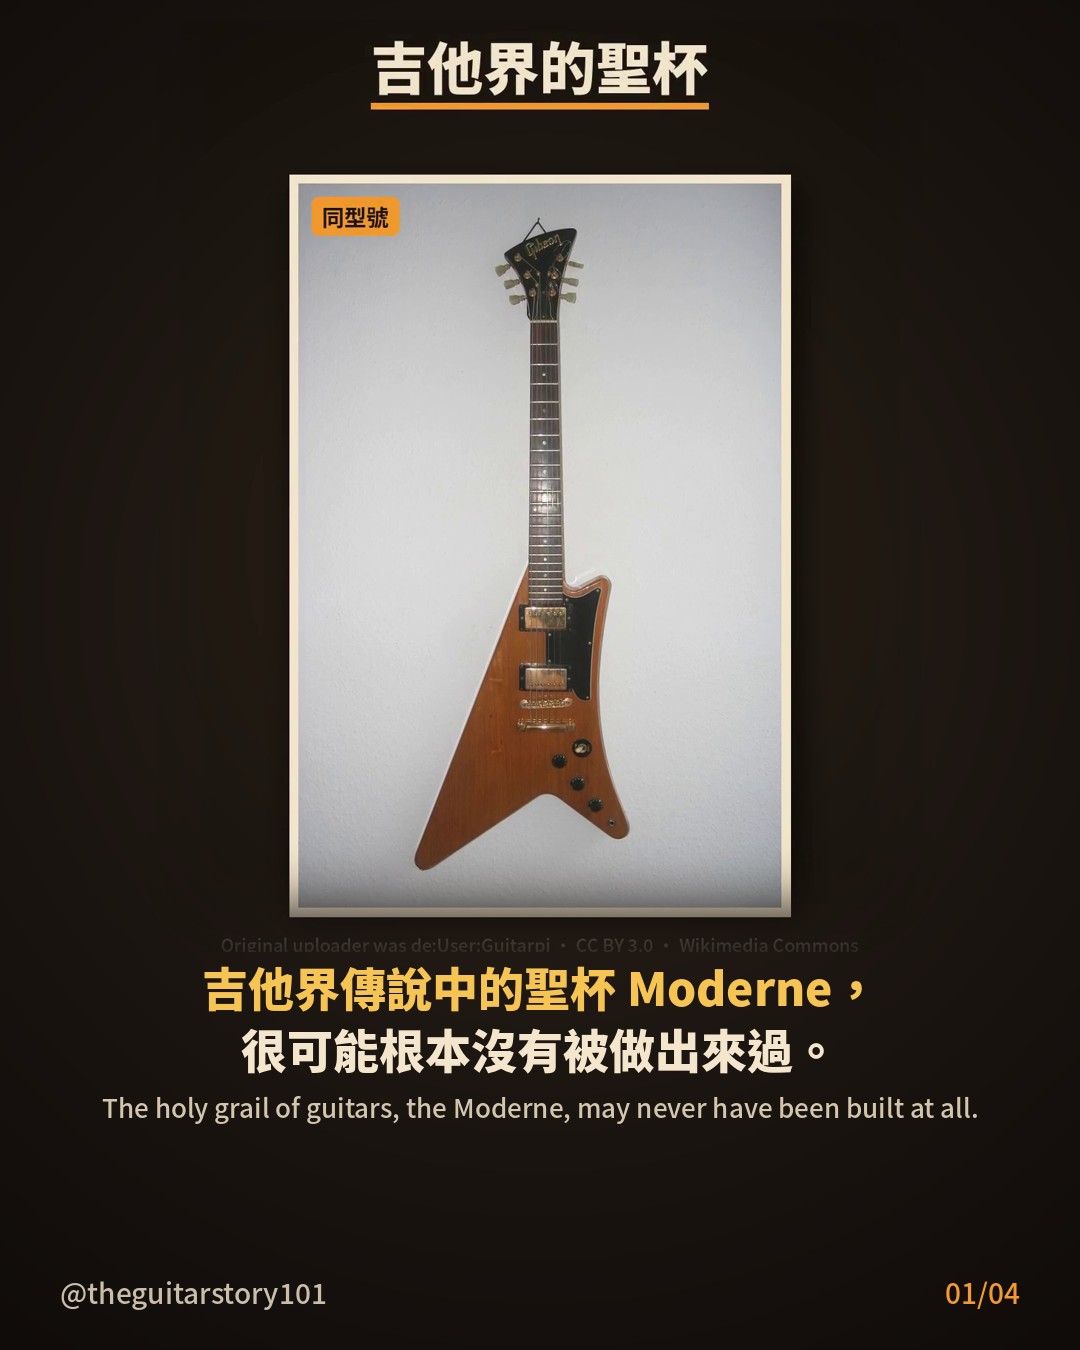 吉他界的聖杯
同型號
Gibson
Original uploader was de:User:Guitarpi · CC BY 3.0 · Wikimedia Commons
吉他界傳說中的聖杯 Moderne，
很可能根本沒有被做出來過。
The holy grail of guitars, the Moderne, may never have been built at all.
@theguitarstory101
01/04